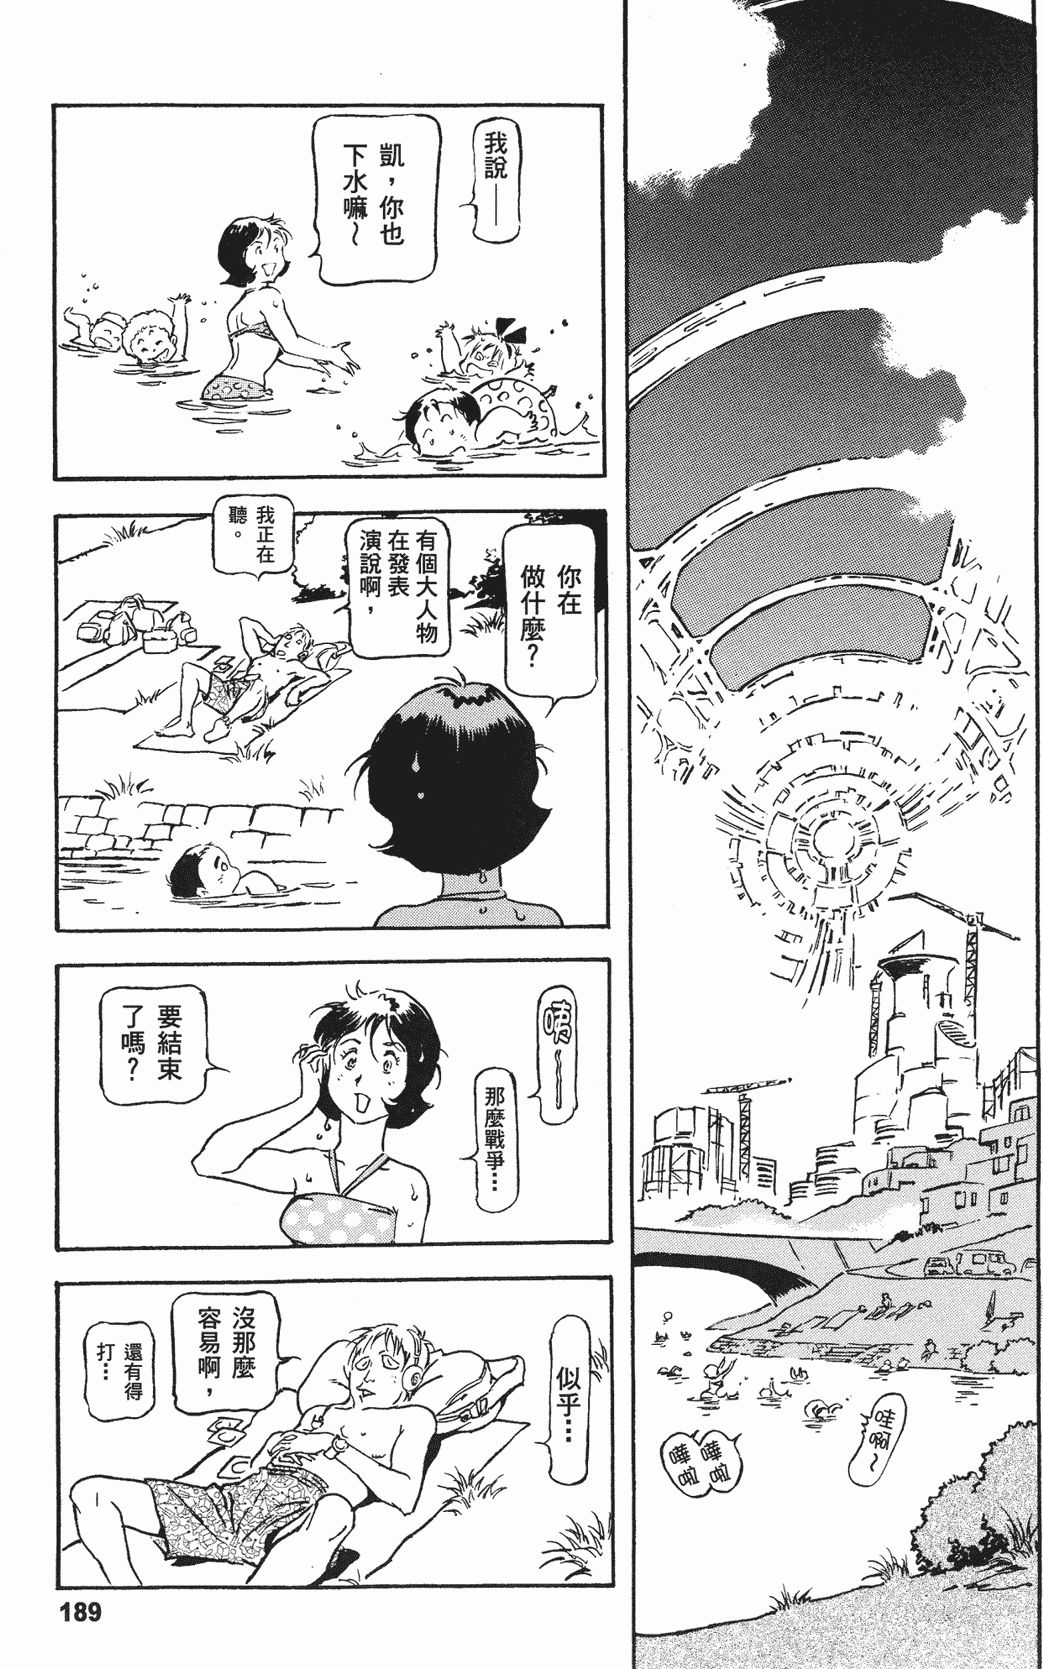 哇啊～
嘩啦
嘩啦
我說──
凱，你也
下水嘛～
你在
做什麼？
有個大人物
在發表
演說啊，
我正在
聽。
咦──
那麼戰爭…
要結束
了嗎？
似乎…
沒那麼
容易啊，
還有得
打…
189